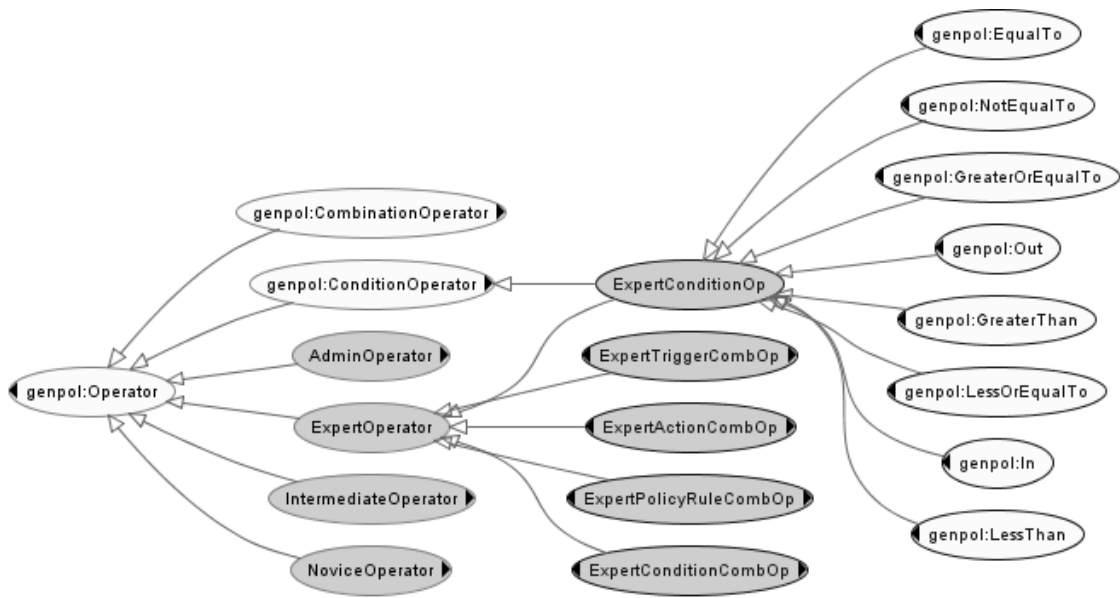 genpol:EqualTo
genpol:NotEqualTo
genpol:GreaterOrEqualTo
genpol:CombinationOperator
genpol:Out
genpol:ConditionOperator
ExpertConditionOp
genpol:GreaterThan
AdminOperator
ExpertTriggerCombOp
genpol:Operator
genpol:LessOrEqualTo
ExpertOperator
ExpertActionCombOp
genpol:In
IntermediateOperator
ExpertPolicyRuleCombOp
genpol:LessThan
NoviceOperator
ExpertConditionCombOp